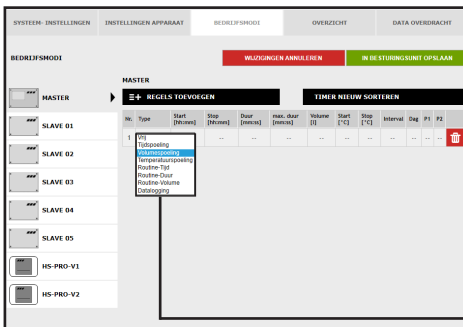 SYSTEEM- INSTELLINGEN INSTELLINGEN APPARAAT BEDRIJFSMODI OVERZICHT DATA OVERDRACHT
BEDRIJFSMODI
WIJZIGINGEN ANNULEREN IN BESTURINGSUNIT OPSLAAN
MASTER
MASTER
REGELS TOEVOEGEN TIMER NIEUW SORTEREN
Nr. Type Start [hh:mm] Stop [hh:mm] Duur [mm:ss] max. duur [mm:ss] Volume [l] Start [°C] Stop [°C] Interval Dag P1 P2
1 Vrij -- -- -- -- -- -- -- -- --
Tijdspoeling
Volumespoeling
Temperatuurspoeling
Routine-Tijd
Routine-Duur
Routine-Volume
Datalogging
SLAVE 01
SLAVE 02
SLAVE 03
SLAVE 04
SLAVE 05
HS-PRO-V1
HS-PRO-V2